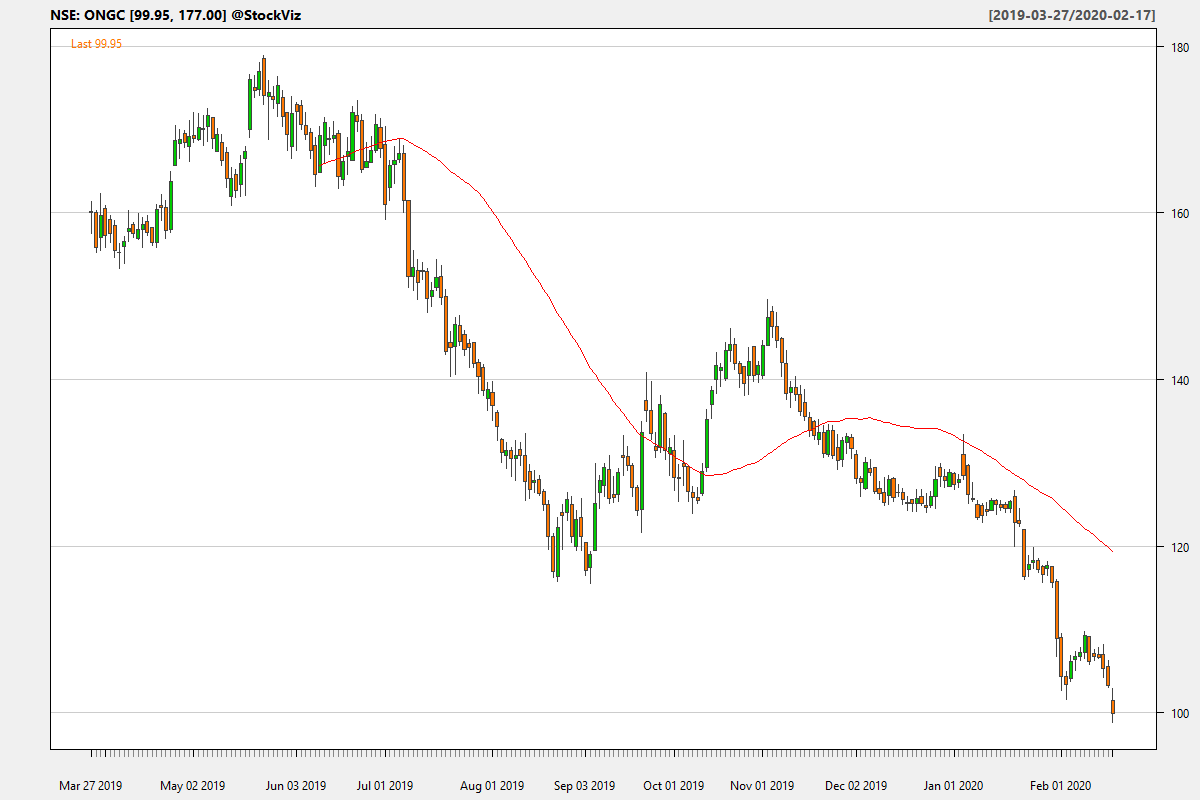 NSE: ONGC [99.95, 177.00] @StockViz
[2019-03-27/2020-02-17]
Last 99.95
180
160
140
120
100
Mar 27 2019
May 02 2019
Jun 03 2019
Jul 01 2019
Aug 01 2019
Sep 03 2019
Oct 01 2019
Nov 01 2019
Dec 02 2019
Jan 01 2020
Feb 01 2020